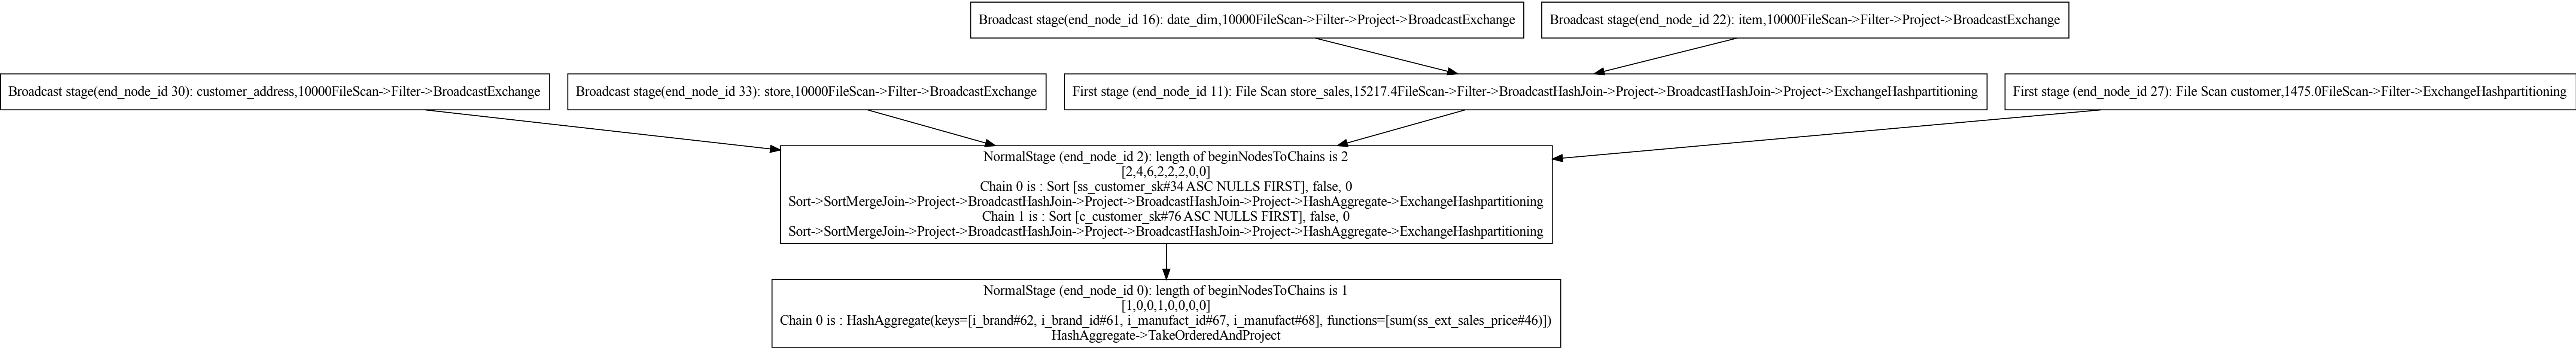 Broadcast stage(end_node_id 16): date_dim,10000FileScan->Filter->Project->BroadcastExchange
Broadcast stage(end_node_id 22): item,10000FileScan->Filter->Project->BroadcastExchange
Broadcast stage(end_node_id 30): customer_address,10000FileScan->Filter->BroadcastExchange
Broadcast stage(end_node_id 33): store,10000FileScan->Filter->BroadcastExchange
First stage (end_node_id 11): File Scan store_sales,15217.4FileScan->Filter->BroadcastHashJoin->Project->BroadcastHashJoin->Project->ExchangeHashpartitioning
First stage (end_node_id 27): File Scan customer,1475.0FileScan->Filter->ExchangeHashpartitioning
NormalStage (end_node_id 2): length of beginNodesToChains is 2
[2,4,6,2,2,2,0,0]
Chain 0 is : Sort [ss_customer_sk#34 ASC NULLS FIRST], false, 0
Sort->SortMergeJoin->Project->BroadcastHashJoin->Project->BroadcastHashJoin->Project->HashAggregate->ExchangeHashpartitioning
Chain 1 is : Sort [c_customer_sk#76 ASC NULLS FIRST], false, 0
Sort->SortMergeJoin->Project->BroadcastHashJoin->Project->BroadcastHashJoin->Project->HashAggregate->ExchangeHashpartitioning
NormalStage (end_node_id 0): length of beginNodesToChains is 1
[1,0,0,1,0,0,0,0]
Chain 0 is : HashAggregate(keys=[i_brand#62, i_brand_id#61, i_manufact_id#67, i_manufact#68], functions=[sum(ss_ext_sales_price#46)])
HashAggregate->TakeOrderedAndProject